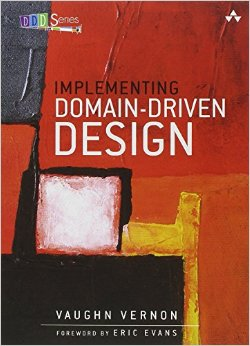 DDD Series
IMPLEMENTING
DOMAIN-DRIVEN
DESIGN
VAUGHN VERNON
FOREWORD BY ERIC EVANS